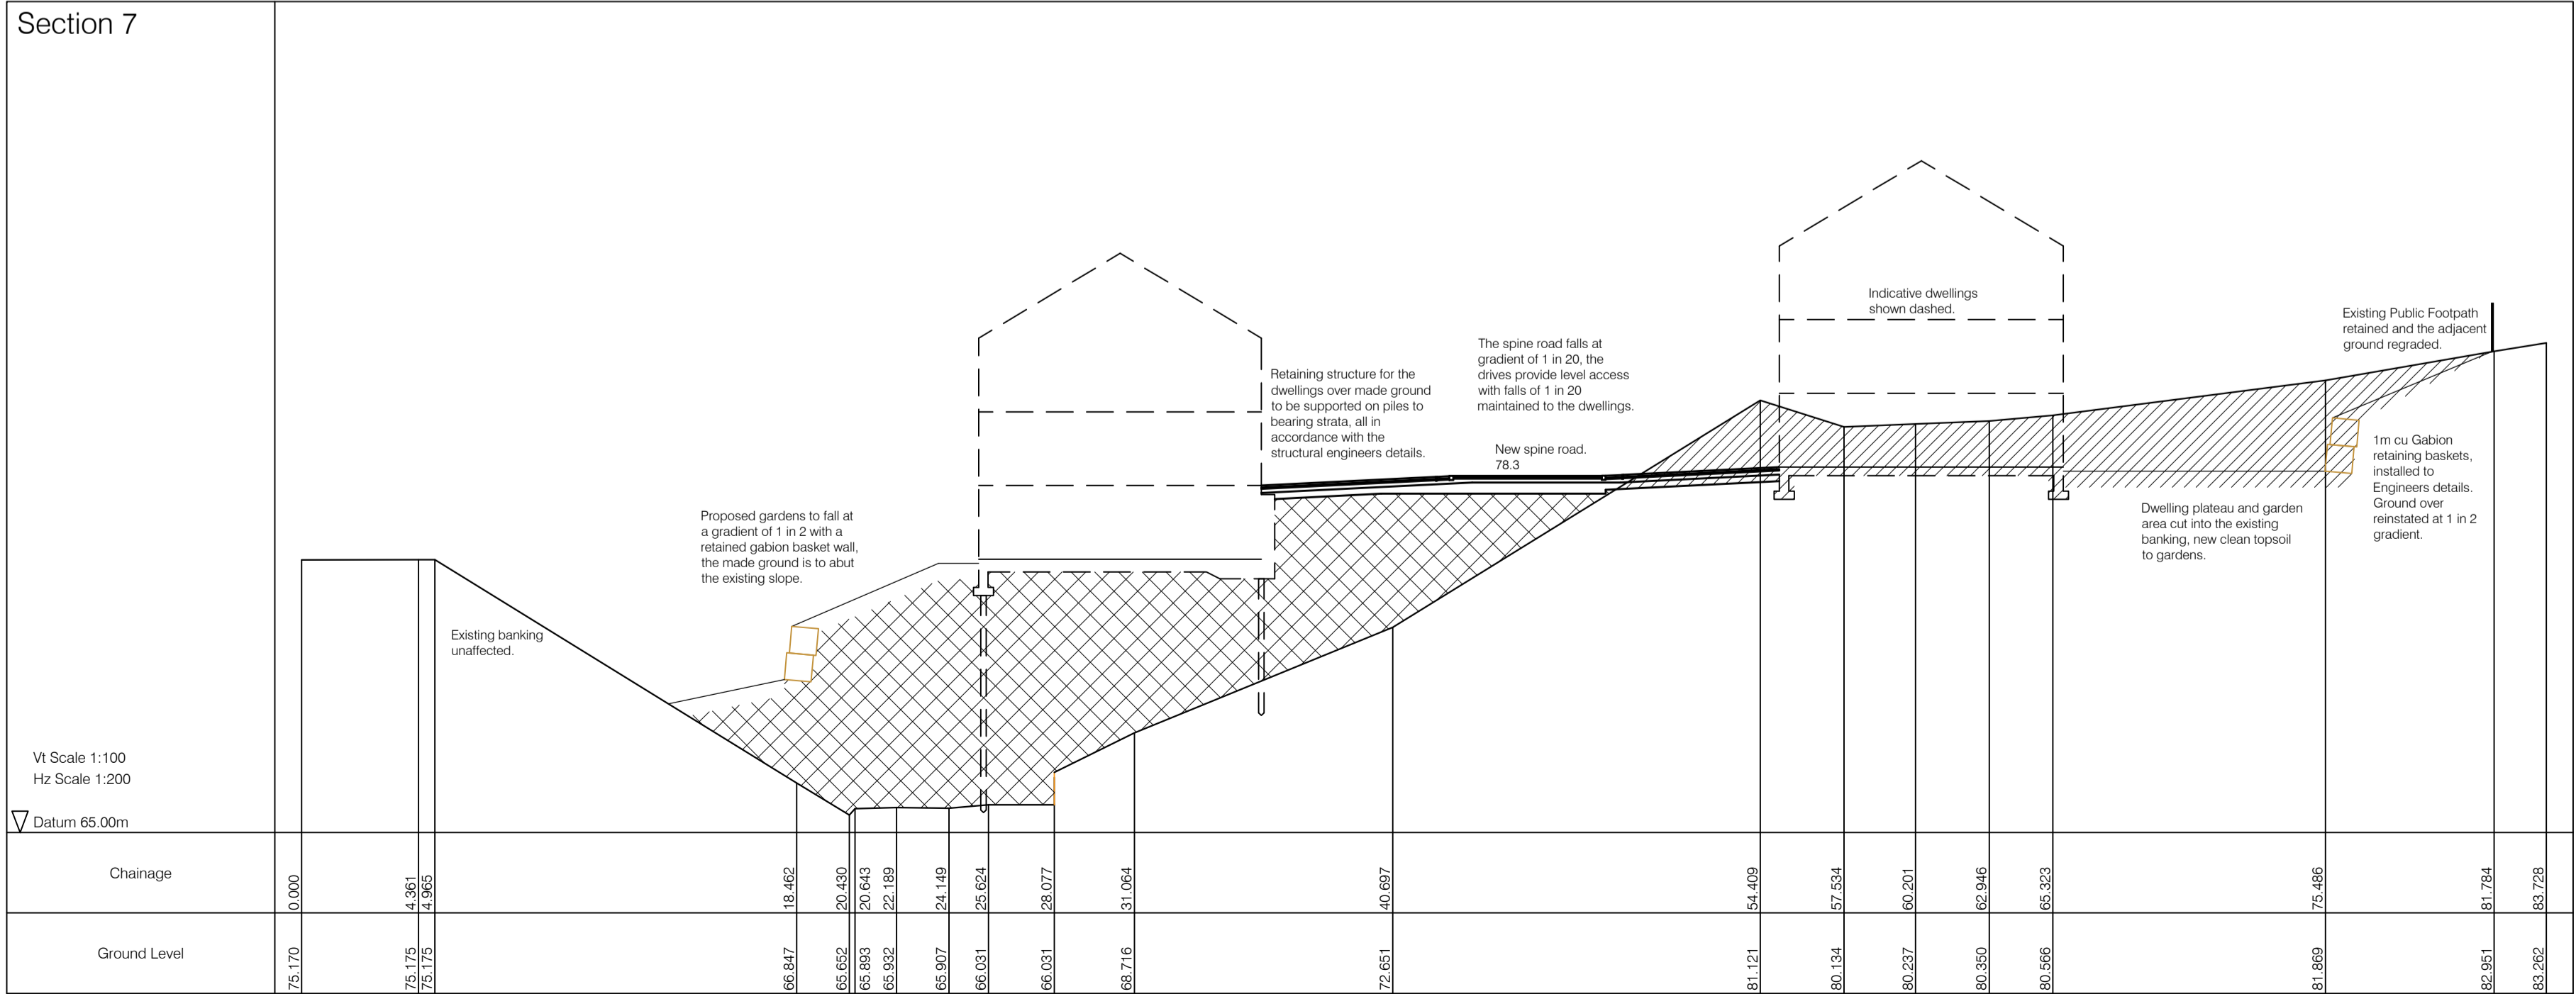 Section 7
Indicative dwellings
shown dashed.
Existing Public Footpath
retained and the adjacent
ground regraded.
The spine road falls at
gradient of 1 in 20, the
drives provide level access
with falls of 1 in 20
maintained to the dwellings.
Retaining structure for the
dwellings over made ground
to be supported on piles to
bearing strata, all in
accordance with the
structural engineers details.
New spine road.
78.3
1m cu Gabion
retaining baskets,
installed to
Engineers details.
Ground over
reinstated at 1 in 2
gradient.
Dwelling plateau and garden
area cut into the existing
banking, new clean topsoil
to gardens.
Proposed gardens to fall at
a gradient of 1 in 2 with a
retained gabion basket wall,
the made ground is to abut
the existing slope.
Existing banking
unaffected.
Vt Scale 1:100
Hz Scale 1:200
Datum 65.00m
Chainage
0.000
4.361
4.965
18.462
20.430
20.643
22.189
24.149
25.624
28.077
31.064
40.697
54.409
57.534
60.201
62.946
65.323
75.486
81.784
83.728
Ground Level
75.170
75.175
75.175
66.847
65.652
65.893
65.932
65.907
66.031
66.031
68.716
72.651
81.121
80.134
80.237
80.350
80.566
81.869
82.951
83.262